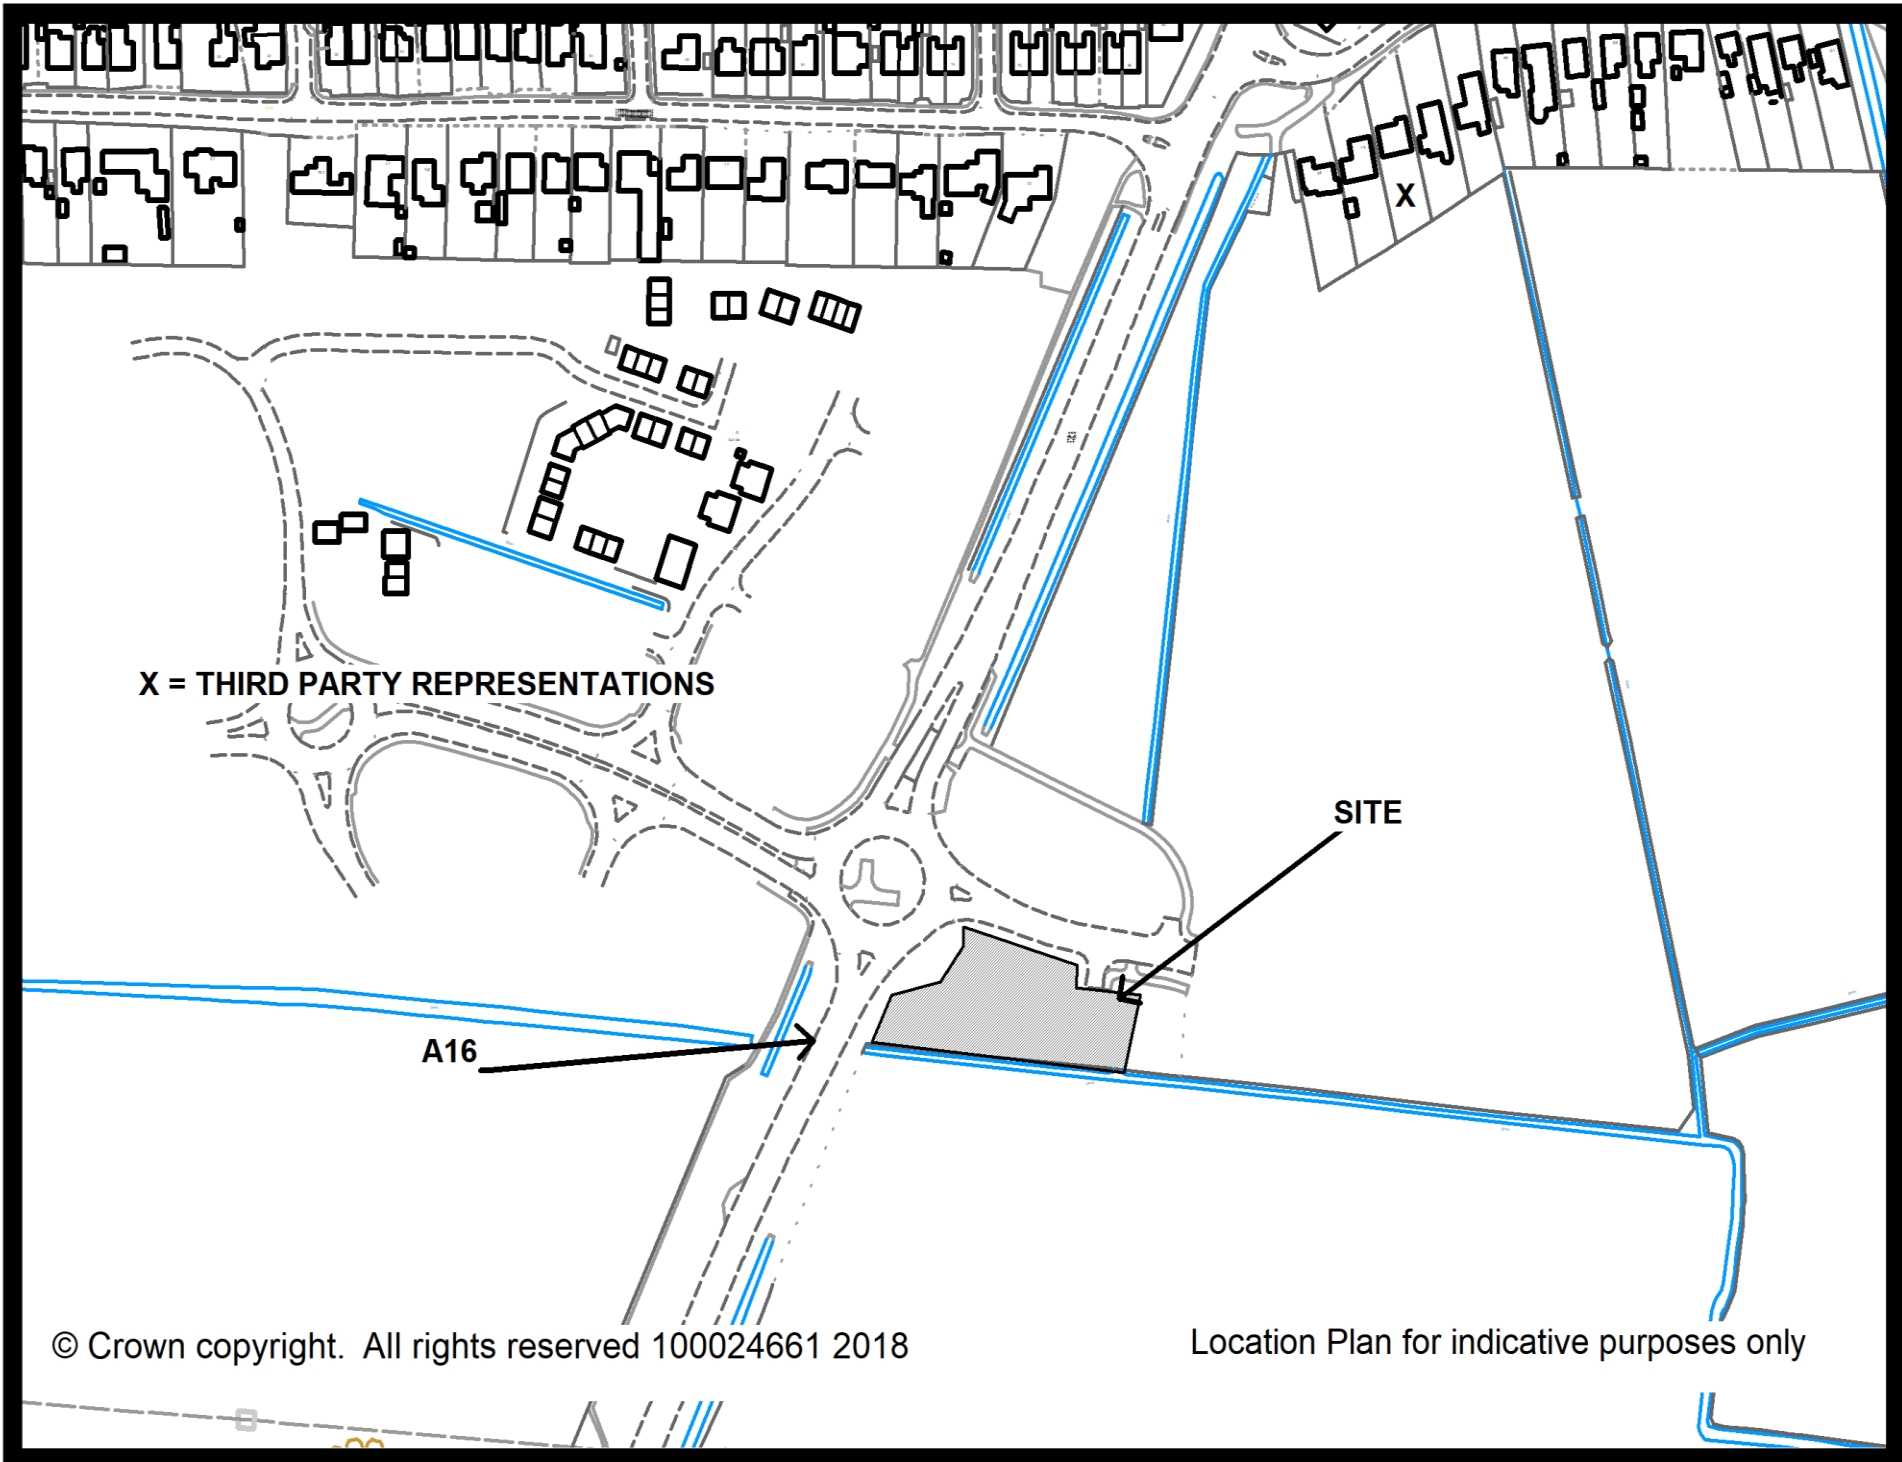 X
X = THIRD PARTY REPRESENTATIONS
SITE
A16
© Crown copyright. All rights reserved 100024661 2018
Location Plan for indicative purposes only